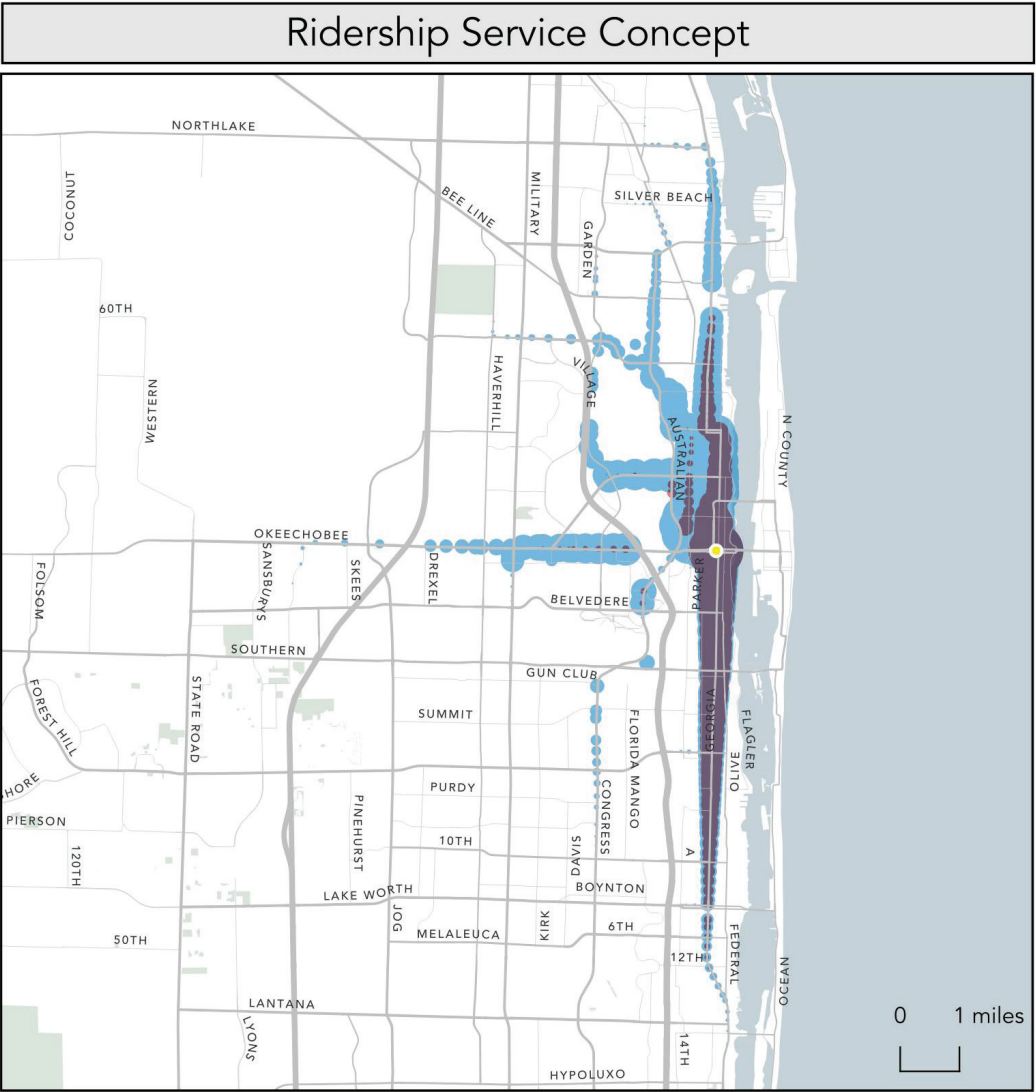 Ridership Service Concept
NORTHLAKE
COCONUT
BEE LINE
MILITARY
SILVER BEACH
GARDEN
60TH
WESTERN
HAVERHILL
VILLAGE
AUSTRALIAN
N COUNTY
OKEECHOBEE
SANSBURYS
SKEES
DREXEL
FOLSOM
BELVEDERE
PARKER
SOUTHERN
GUN CLUB
FOREST HILL
STATE ROAD
SUMMIT
FLORIDA MANGO
GEORGIA
FLAGLER
OLIVE
SHORE
PURDY
PIERSON
PINEHURST
CONGRESS
10TH
DAVIS
A
120TH
LAKE WORTH
BOYNTON
JOG
KIRK
6TH
MELALEUCA
50TH
12TH
FEDERAL
OCEAN
LANTANA
LYONS
14TH
HYPOLUXO
0 1 miles